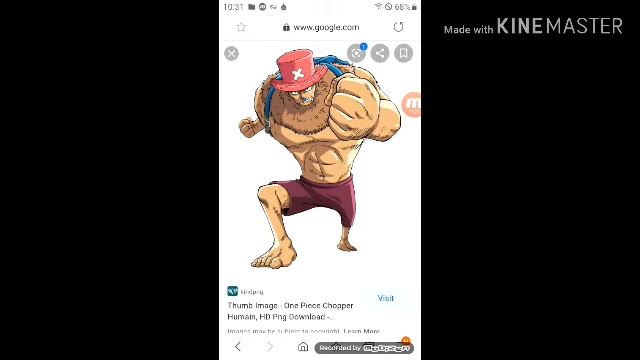 10:31
68%
Made with KINEMASTER
www.google.com
kindpng
Thumb Image - One Piece Chopper
Humain, HD Png Download -...
Visit
Images may be subject to copyright. Learn More
Recorded by